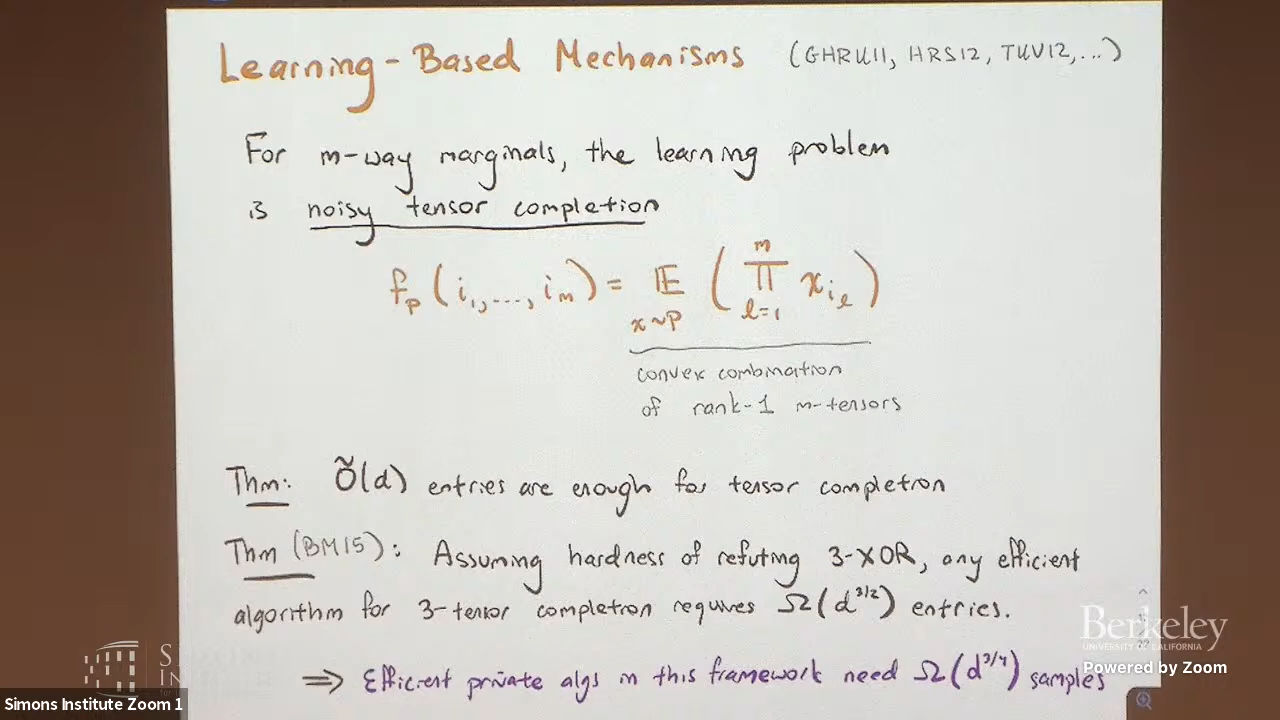 Learning-Based Mechanisms (GHRU11, HRS12, TUV12,...)
For m-way marginals, the learning problem
is noisy tensor completion
f_p(i_1,...,i_m) = 𝔼_{x~p} (∏_{l=1}^{m} x_{i_l})
convex combination
of rank-1 m-tensors
Thm: Õ(d) entries are enough for tensor completion
Thm (BM15): Assuming hardness of refuting 3-XOR, any efficient
algorithm for 3-tensor completion requires Ω(d^{3/2}) entries.
⇒ Efficient private algs in this framework need Ω(d^{3/4}) samples
Berkeley
UNIVERSITY OF CALIFORNIA
Powered by Zoom
Simons Institute Zoom 1